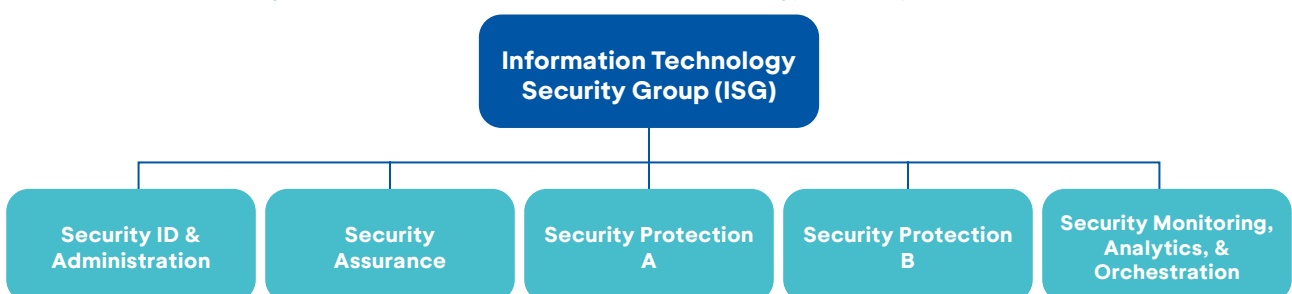 Information Technology
Security Group (ISG)
Security ID &
Administration
Security
Assurance
Security Protection
A
Security Protection
B
Security Monitoring,
Analytics, &
Orchestration